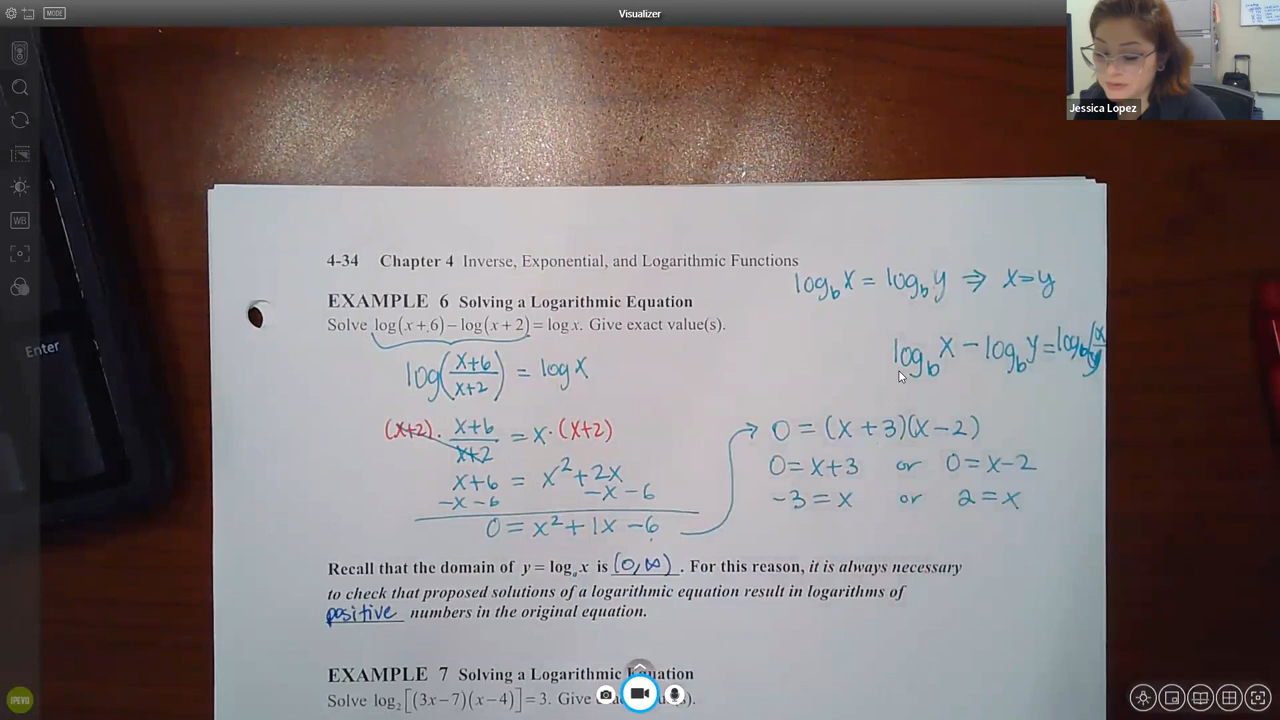 MODE
Visualizer
Jessica Lopez
WB
Enter
4-34 Chapter 4 Inverse, Exponential, and Logarithmic Functions
log_b x = log_b y ⇒ x=y
EXAMPLE 6 Solving a Logarithmic Equation
Solve log(x+6)−log(x+2)=log x. Give exact value(s).
log_b x − log_b y = log_b(x/y
log((x+6)/(x+2)) = log x
(x+2)· (x+6)/(x+2) = x·(x+2)
x+6 = x²+2x
−x−6 −x−6
0 = x²+1x−6
0 = (x+3)(x−2)
0=x+3 or 0=x−2
−3=x or 2=x
Recall that the domain of y = log_a x is (0,∞). For this reason, it is always necessary
to check that proposed solutions of a logarithmic equation result in logarithms of
positive numbers in the original equation.
EXAMPLE 7 Solving a Logarithmic Equation
Solve log₂[(3x−7)(x−4)]=3. Give
IPEVO